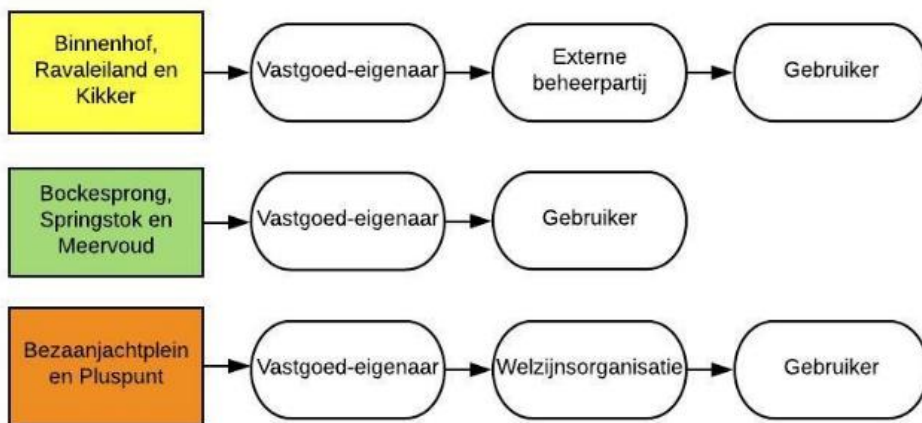 Binnenhof,
Ravaleiland en
Kikker
Vastgoed-eigenaar
Externe
beheerpartij
Gebruiker
Bockesprong,
Springstok en
Meervoud
Vastgoed-eigenaar
Gebruiker
Bezaanjachtplein
en Pluspunt
Vastgoed-eigenaar
Welzijnsorganisatie
Gebruiker